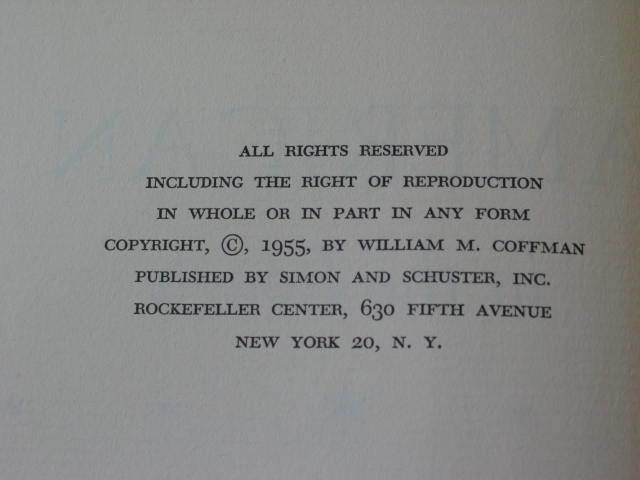 ALL RIGHTS RESERVED
INCLUDING THE RIGHT OF REPRODUCTION
IN WHOLE OR IN PART IN ANY FORM
COPYRIGHT, ©, 1955, BY WILLIAM M. COFFMAN
PUBLISHED BY SIMON AND SCHUSTER, INC.
ROCKEFELLER CENTER, 630 FIFTH AVENUE
NEW YORK 20, N. Y.